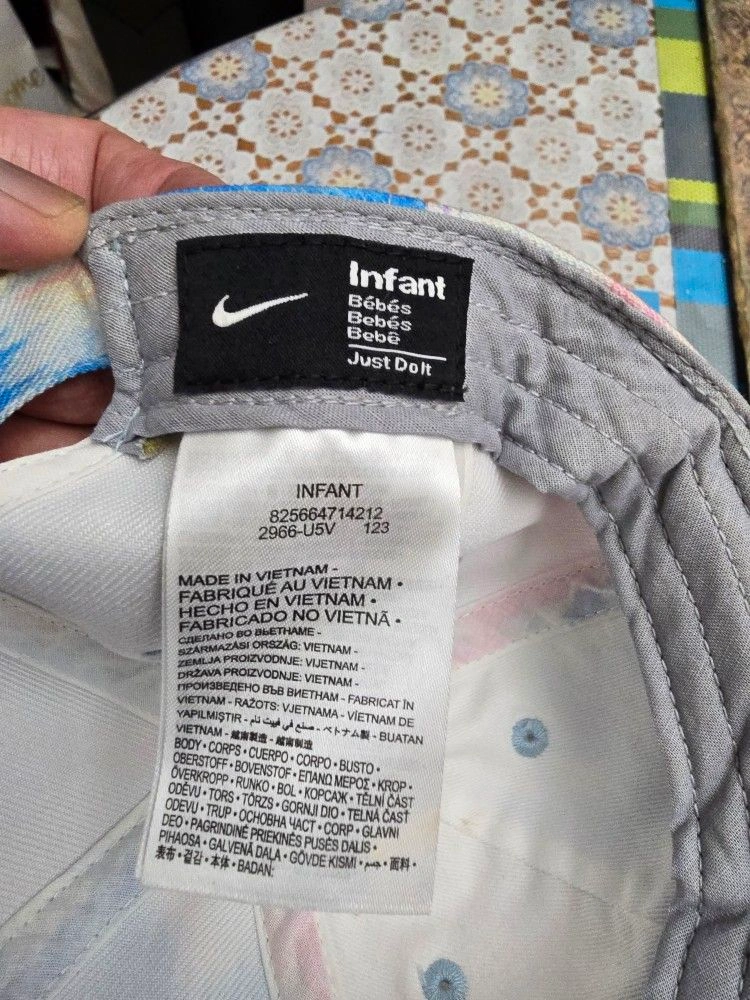 Infant
Bébés
Bebés
Bebê
Just Do It
INFANT
825664714212
2966-U5V 123
MADE IN VIETNAM -
FABRIQUÉ AU VIETNAM •
HECHO EN VIETNAM •
FABRICADO NO VIETNÃ •
СДЕЛАНО ВО ВЬЕТНАМЕ -
SZÁRMAZÁSI ORSZÁG: VIETNAM -
ZEMLJA PROIZVODNJE: VIJETNAM -
DRŽAVA PROIZVODNJE: VIETNAM -
ПРОИЗВЕДЕНО ВЪВ ВИЕТНАМ - FABRICAT ÎN
VIETNAM - RAŽOTS: VJETNAMA - VİETNAM DE
YAPILMIŞTIR - صنع في فييت نام - ベトナム製 - BUATAN
VIETNAM - 越南製造 - 越南制造
BODY • CORPS • CUERPO • CORPO • BUSTO •
OBERSTOFF • BOVENSTOF • ΕΠΑΝΩ ΜΕΡΟΣ • KROP •
ÖVERKROPP • RUNKO • BOL • КОРСАЖ • TĚLNÍ ČÁST
ODĚVU • TORS • TÖRZS • GORNJI DIO • TELNÁ ČASŤ
ODEVU • TRUP • ОСНОВНА ЧАСТ • CORP • GLAVNI
DEO • PAGRINDINĖ PRIEKINĖS PUSĖS DALIS •
PIHAOSA • GALVENĀ DAĻA • GÖVDE KISMI • جسم • 面料 •
表布 • 겉감 • 本体 • BADAN: